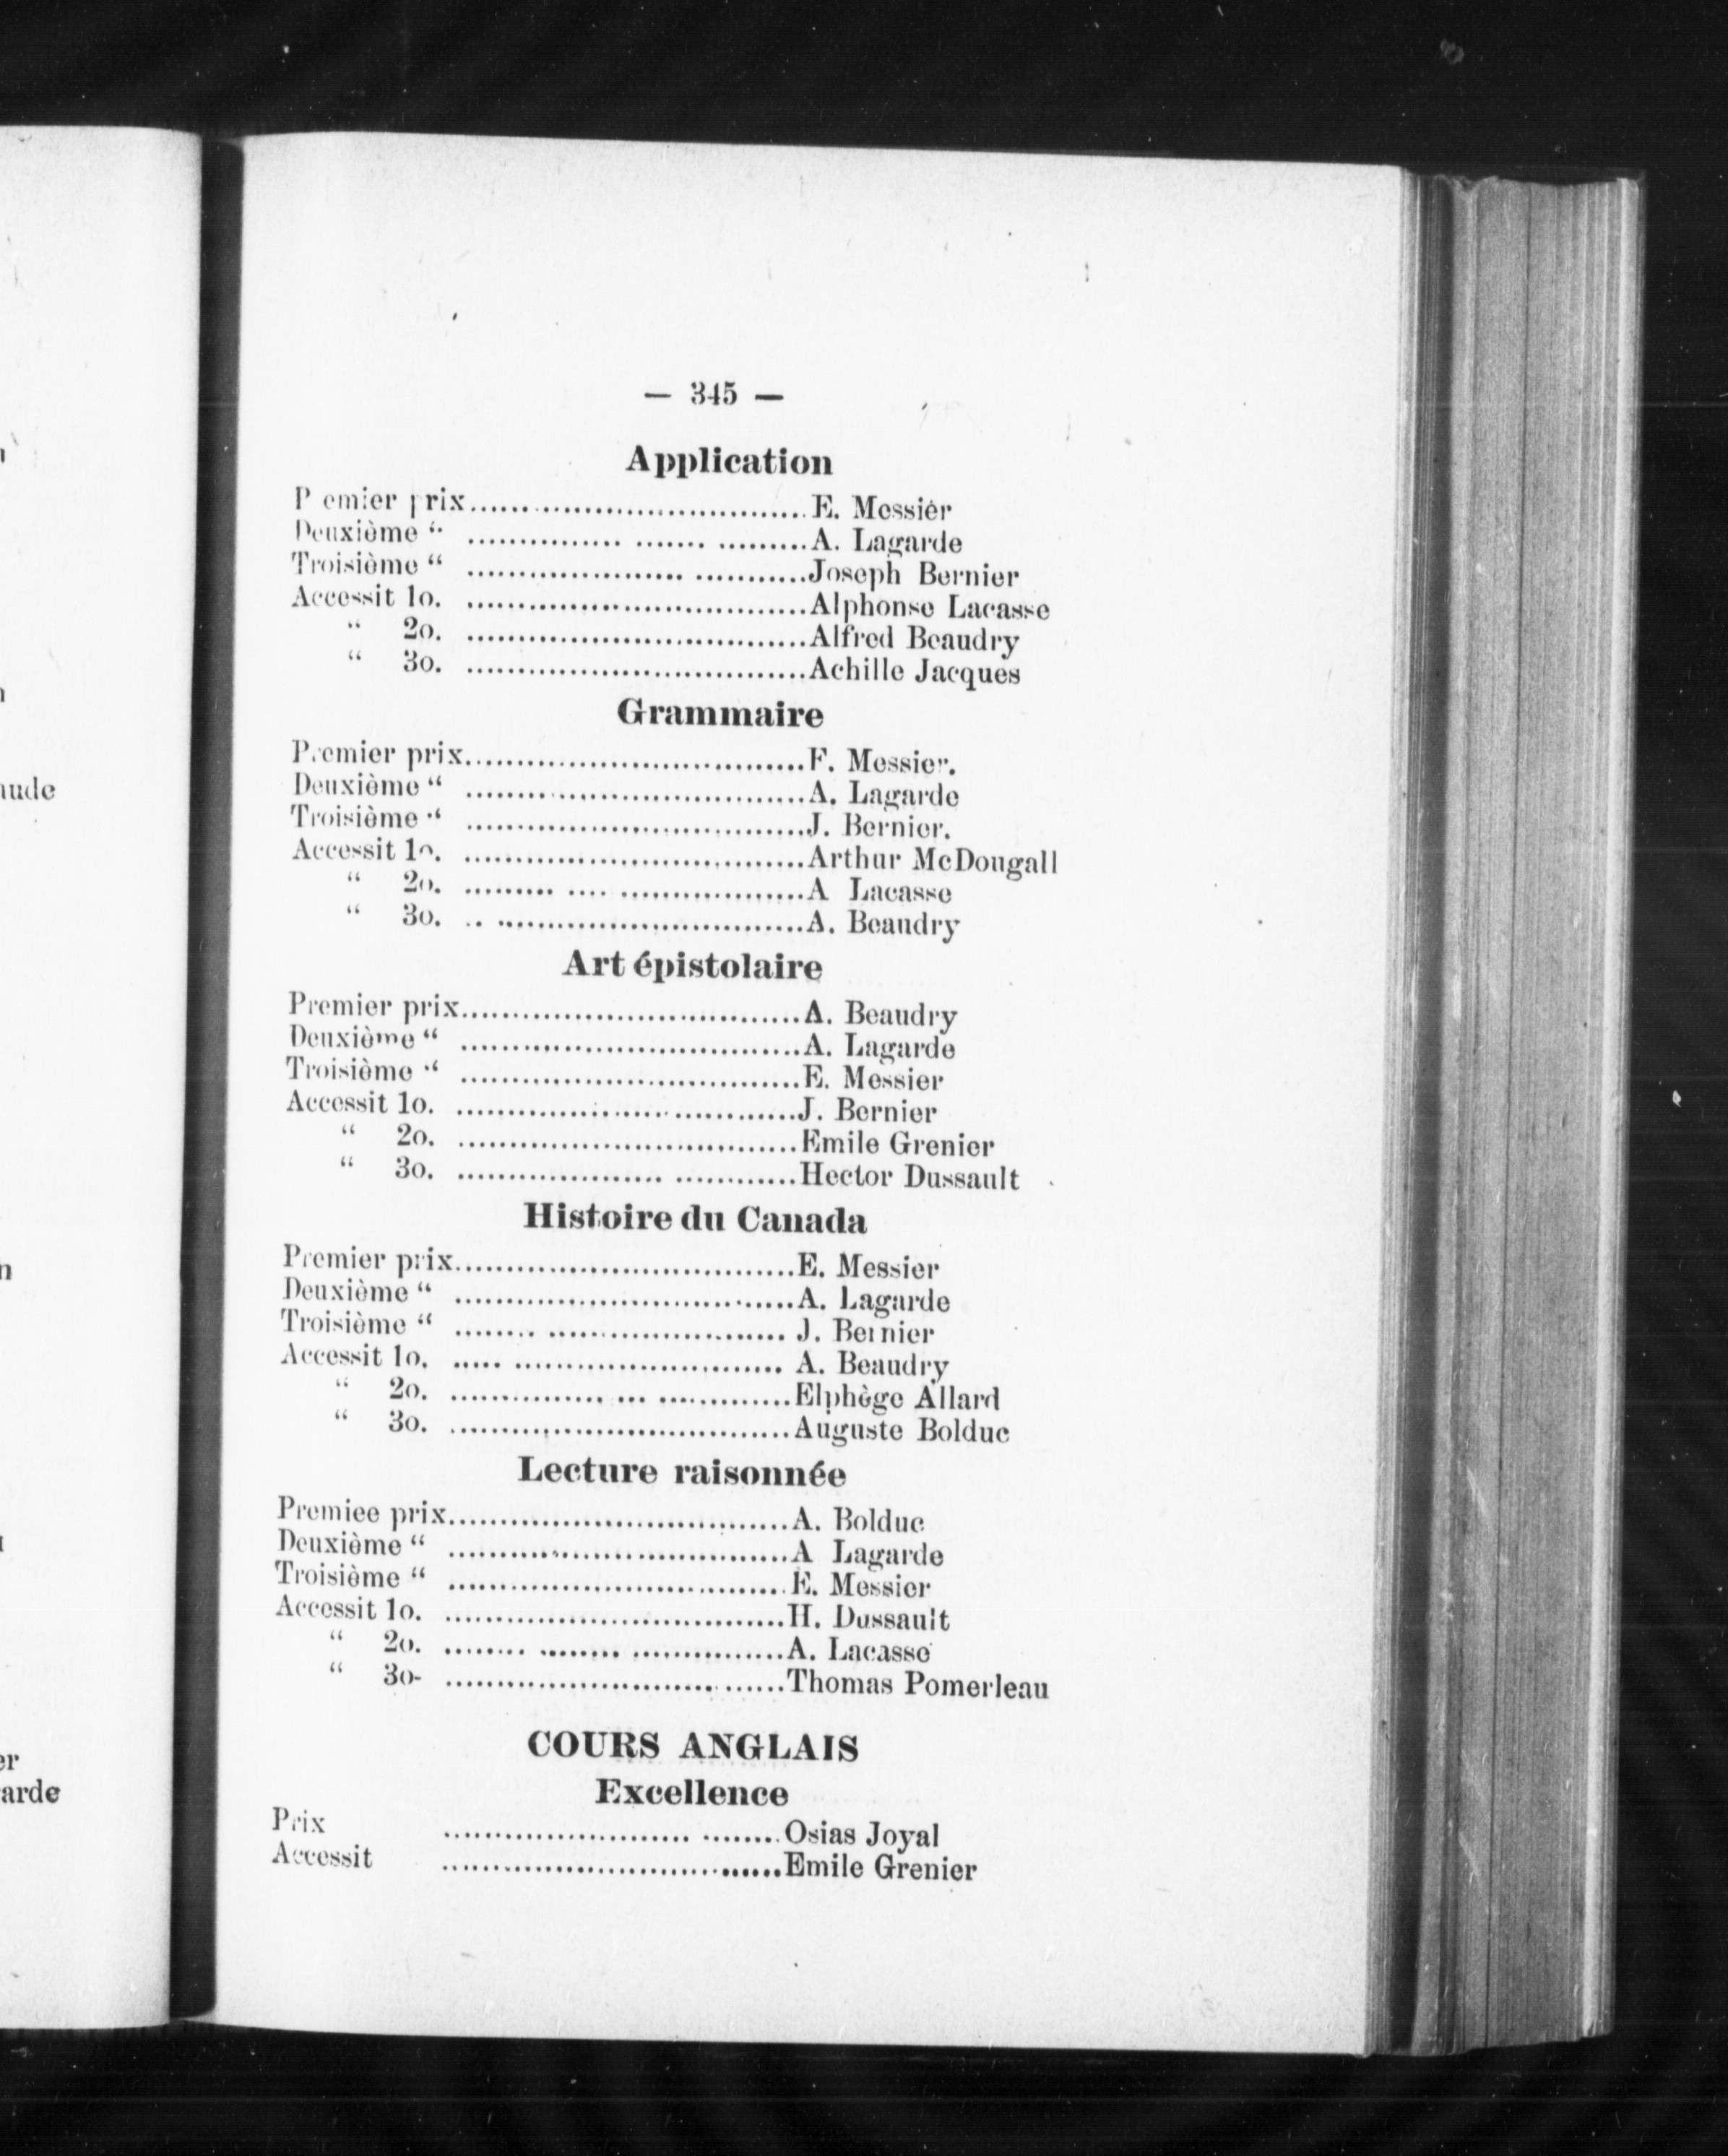 — 345 —
Application
Premier prix..................................E. Messier
Deuxième “ ..................................A. Lagarde
Troisième “ ..................................Joseph Bernier
Accessit 1o. ..................................Alphonse Lacasse
“ 2o. ..................................Alfred Beaudry
“ 3o. ..................................Achille Jacques
Grammaire
Premier prix..................................F. Messier.
Deuxième “ ..................................A. Lagarde
Troisième “ ..................................J. Bernier.
Accessit 1o. ..................................Arthur McDougall
“ 2o. ..................................A Lacasse
“ 3o. ..................................A. Beaudry
Art épistolaire
Premier prix..................................A. Beaudry
Deuxième “ ..................................A. Lagarde
Troisième “ ..................................E. Messier
Accessit 1o. ..................................J. Bernier
“ 2o. ..................................Emile Grenier
“ 3o. ..................................Hector Dussault
Histoire du Canada
Premier prix..................................E. Messier
Deuxième “ ..................................A. Lagarde
Troisième “ .................................. J. Bernier
Accessit 1o. .................................. A. Beaudry
“ 2o. ..................................Elphège Allard
“ 3o. ..................................Auguste Bolduc
Lecture raisonnée
Premiee prix..................................A. Bolduc
Deuxième “ ..................................A Lagarde
Troisième “ ..................................E. Messier
Accessit 1o. ..................................H. Dussault
“ 2o. ..................................A. Lacasse
“ 3o- ..................................Thomas Pomerleau
COURS ANGLAIS
Excellence
Prix ..................................Osias Joyal
Accessit ..................................Emile Grenier